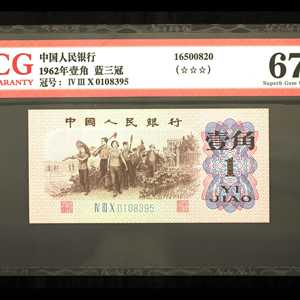 CG
WARRANTY
中国人民银行
1962年壹角 蓝三冠
冠号: IV III X 0108395
16500820
(☆☆☆)
67
Superb Gem
中國人民銀行
壹角
1
YI
JIAO
IV III X 0108395